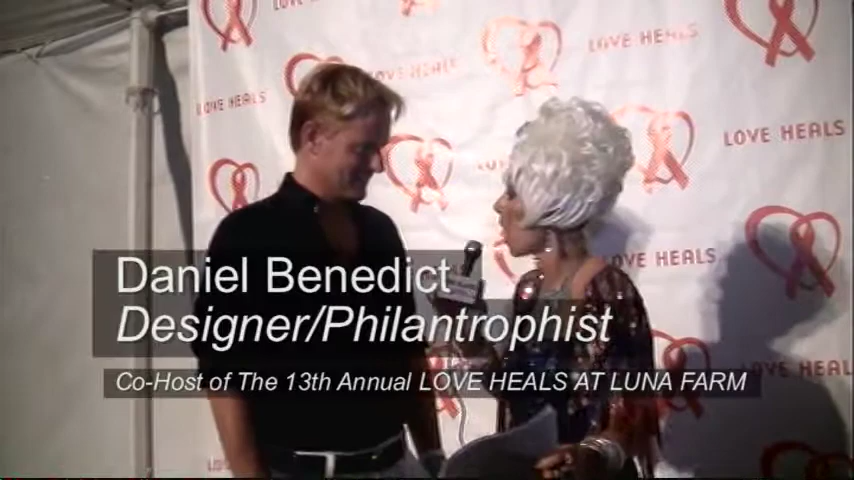 LOVE HEALS
LOVE HEALS
LOVE HEALS
LOVE HEALS
LOVE HEALS
LOVE HEALS
Daniel Benedict
Designer/Philantrophist
Co-Host of The 13th Annual LOVE HEALS AT LUNA FARM